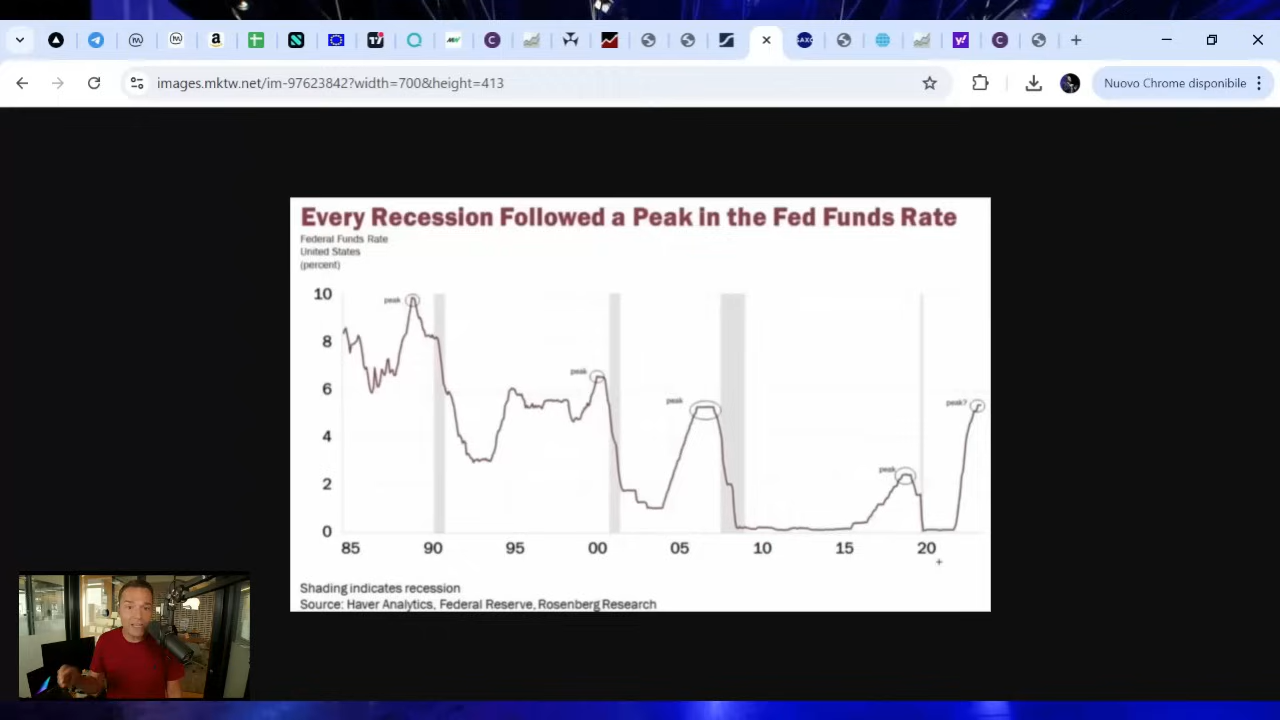 images.mktw.net/im-97623842?width=700&height=413
Nuovo Chrome disponibile
Every Recession Followed a Peak in the Fed Funds Rate
Federal Funds Rate
United States
(percent)
10
8
6
4
2
0
peak
peak
peak
peak
peak?
85 90 95 00 05 10 15 20
Shading indicates recession
Source: Haver Analytics, Federal Reserve, Rosenberg Research